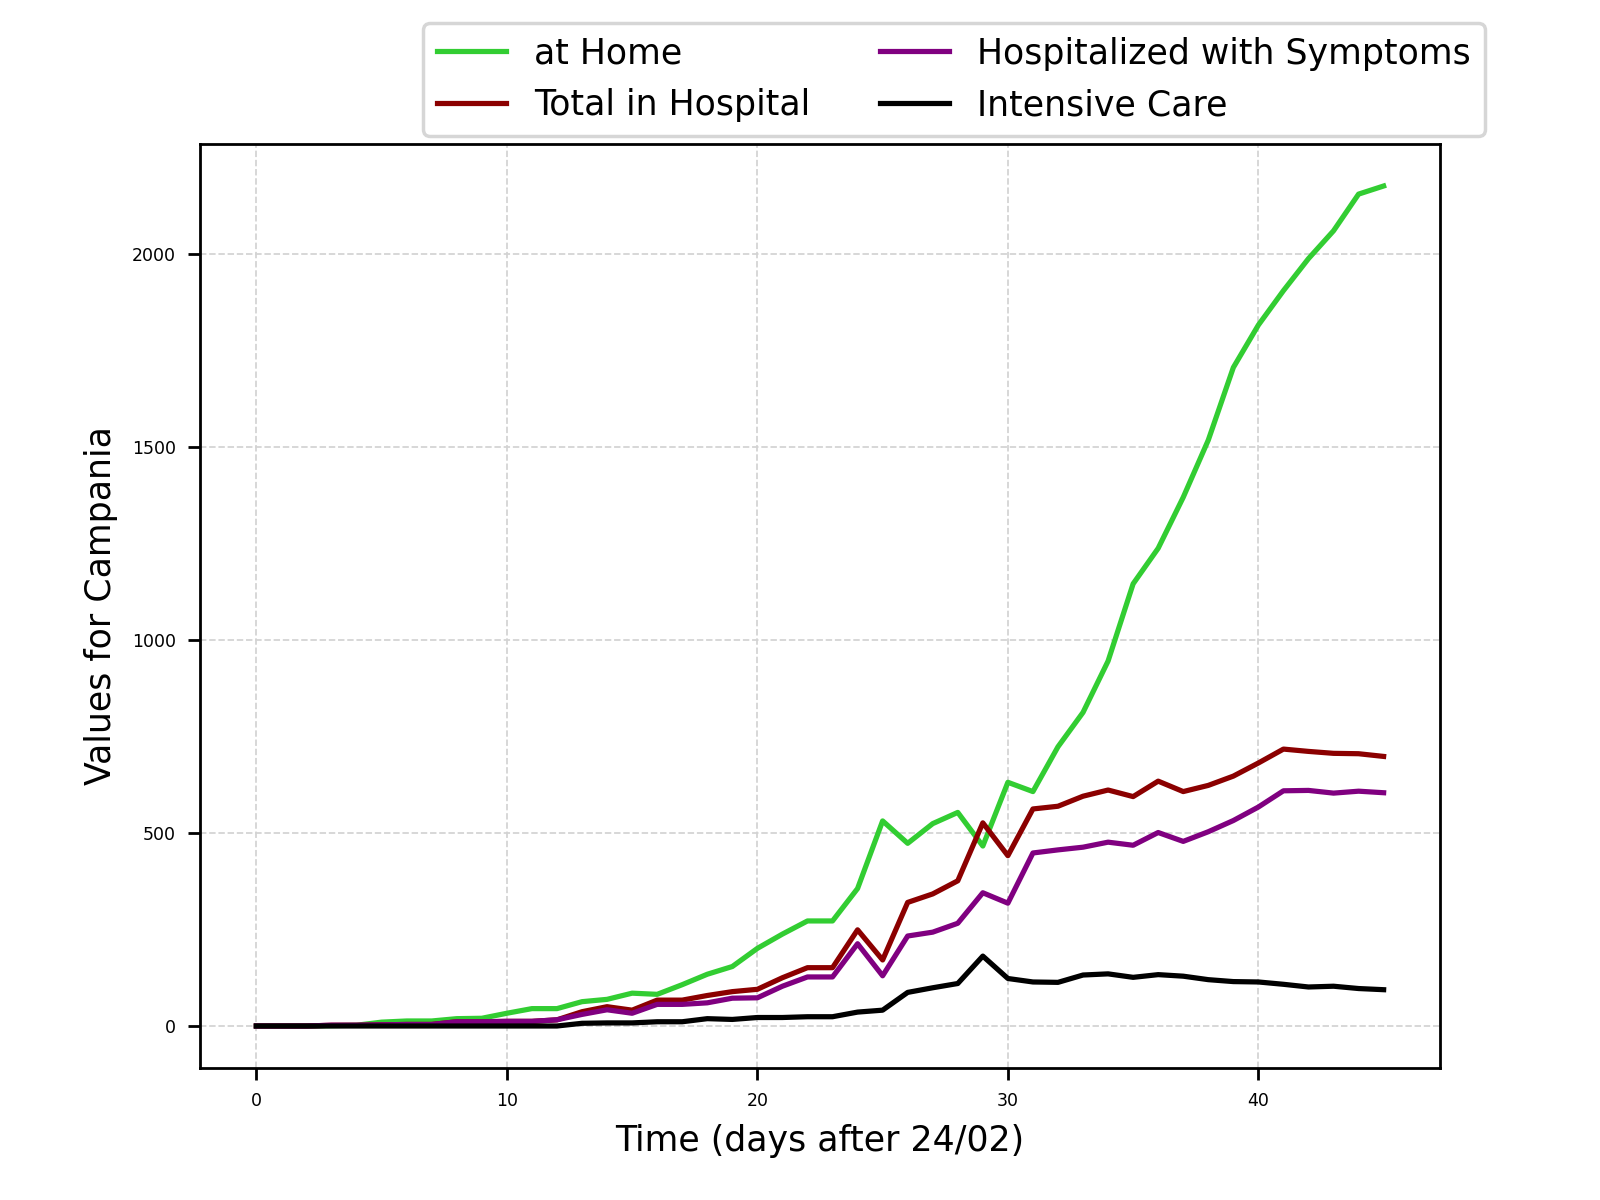 at Home
Total in Hospital
Hospitalized with Symptoms
Intensive Care
Values for Campania
2000
1500
1000
500
0
0 10 20 30 40
Time (days after 24/02)